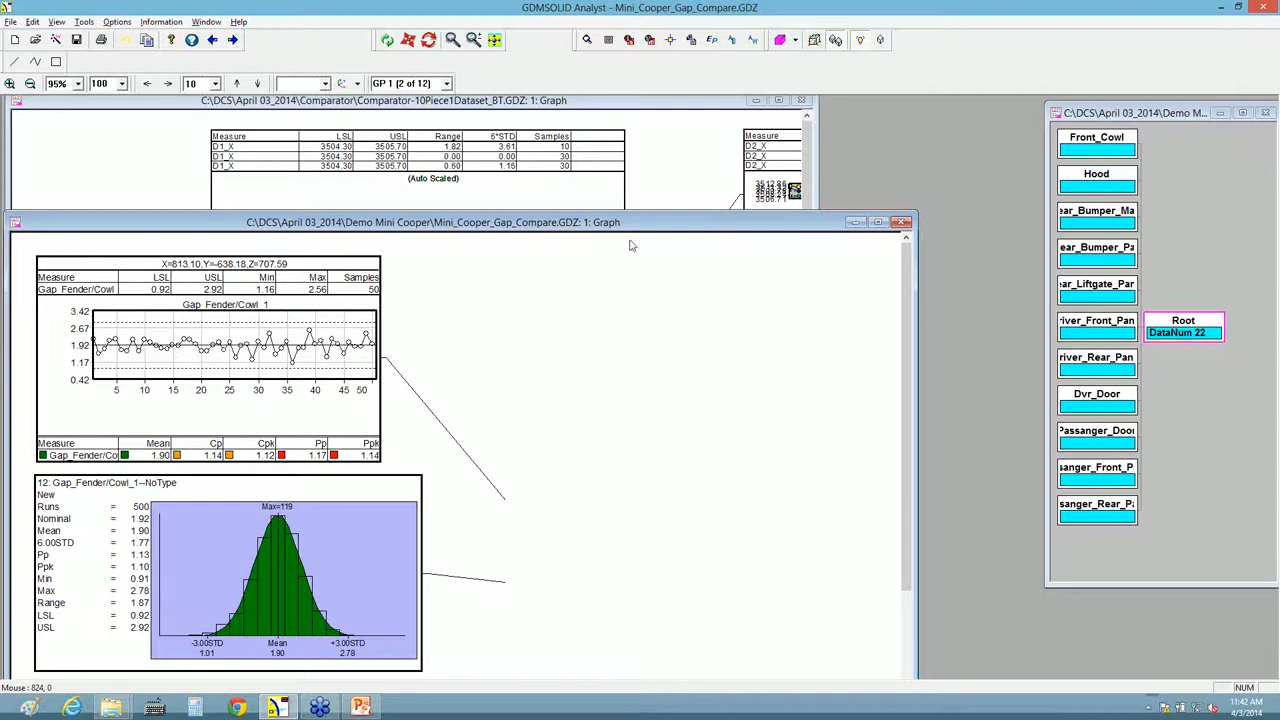 GDMSOLID Analyst - Mini_Cooper_Gap_Compare.GDZ
File Edit View Tools Options Information Window Help
95% 100 10 GP 1 (2 of 12)
C:\DCS\April 03_2014\Comparator\Comparator-10Piece1Dataset_BT.GDZ: 1: Graph
Measure LSL USL Range 6*STD Samples
D1_X 3504.30 3505.70 1.82 3.61 10
D1_X 3504.30 3505.70 0.00 0.00 30
D1_X 3504.30 3505.70 0.60 1.16 30
(Auto Scaled)
Measure
D2_X
D2_X
D2_X
3506.71
C:\DCS\April 03_2014\Demo Mini Cooper\Mini_Cooper_Gap_Compare.GDZ: 1: Graph
X=813.10,Y=-638.18,Z=707.59
Measure LSL USL Min Max Samples
Gap_Fender/Cowl 0.92 2.92 1.16 2.56 50
Gap_Fender/Cowl_1
3.42
2.67
1.92
1.17
0.42
5 10 15 20 25 30 35 40 45 50
Measure Mean Cp Cpk Pp Ppk
Gap_Fender/Co 1.90 1.14 1.12 1.17 1.14
12: Gap_Fender/Cowl_1--NoType
New
Runs = 500
Nominal = 1.92
Mean = 1.90
6.00STD = 1.77
Pp = 1.13
Ppk = 1.10
Min = 0.91
Max = 2.78
Range = 1.87
LSL = 0.92
USL = 2.92
Max=119
-3.00STD Mean +3.00STD
1.01 1.90 2.78
C:\DCS\April 03_2014\Demo M...
Front_Cowl
Hood
ear_Bumper_Ma
ear_Bumper_Pa
ear_Liftgate_Par
river_Front_Pan
Root
DataNum 22
river_Rear_Pan
Dvr_Door
Passanger_Doo
sanger_Front_P
sanger_Rear_Pa
Mouse : 824, 0
NUM
11:42 AM
4/3/2014